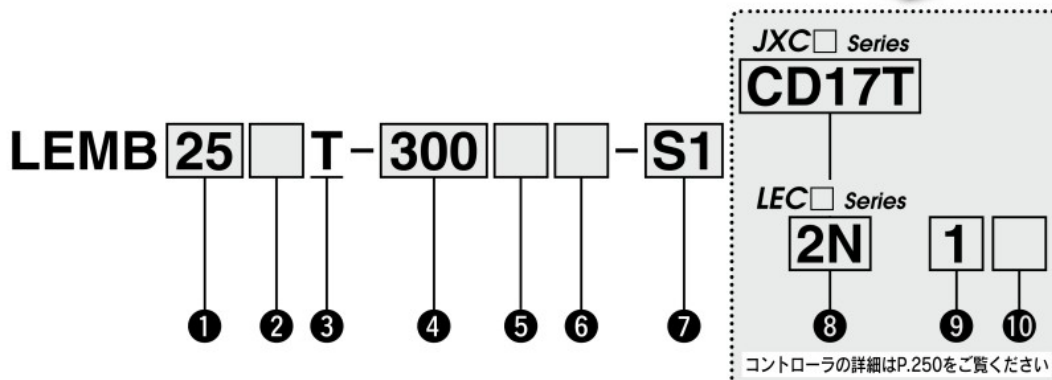 JXC□ Series
CD17T
LEMB 25 □ T - 300 □ □ - S1
LEC□ Series
2N 1 □
❶ ❷ ❸ ❹ ❺ ❻ ❼ ❽ ❾ ❿
コントローラの詳細はP.250をご覧ください